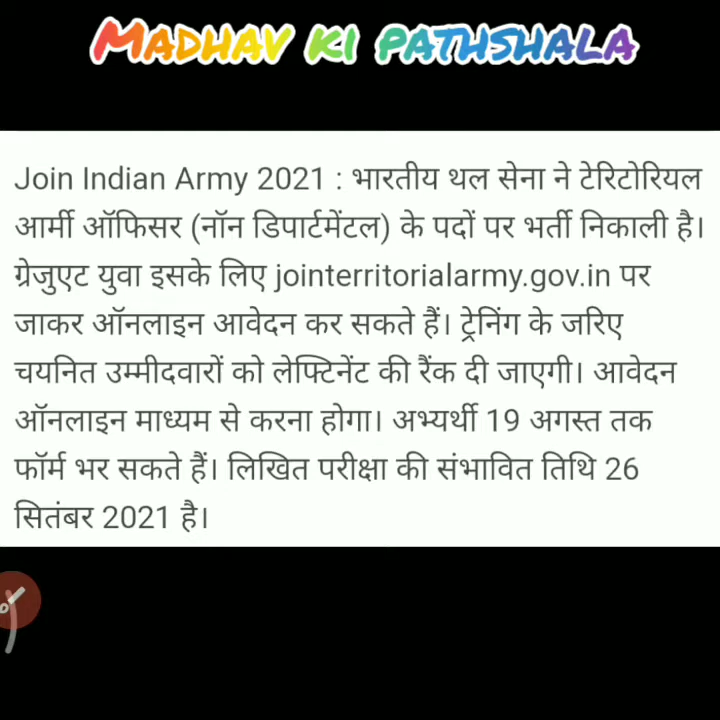 MADHAV KI PATHSHALA
Join Indian Army 2021 : भारतीय थल सेना ने टेरिटोरियल
आर्मी ऑफिसर (नॉन डिपार्टमेंटल) के पदों पर भर्ती निकाली है।
ग्रेजुएट युवा इसके लिए jointerritorialarmy.gov.in पर
जाकर ऑनलाइन आवेदन कर सकते हैं। ट्रेनिंग के जरिए
चयनित उम्मीदवारों को लेफ्टिनेंट की रैंक दी जाएगी। आवेदन
ऑनलाइन माध्यम से करना होगा। अभ्यर्थी 19 अगस्त तक
फॉर्म भर सकते हैं। लिखित परीक्षा की संभावित तिथि 26
सितंबर 2021 है।